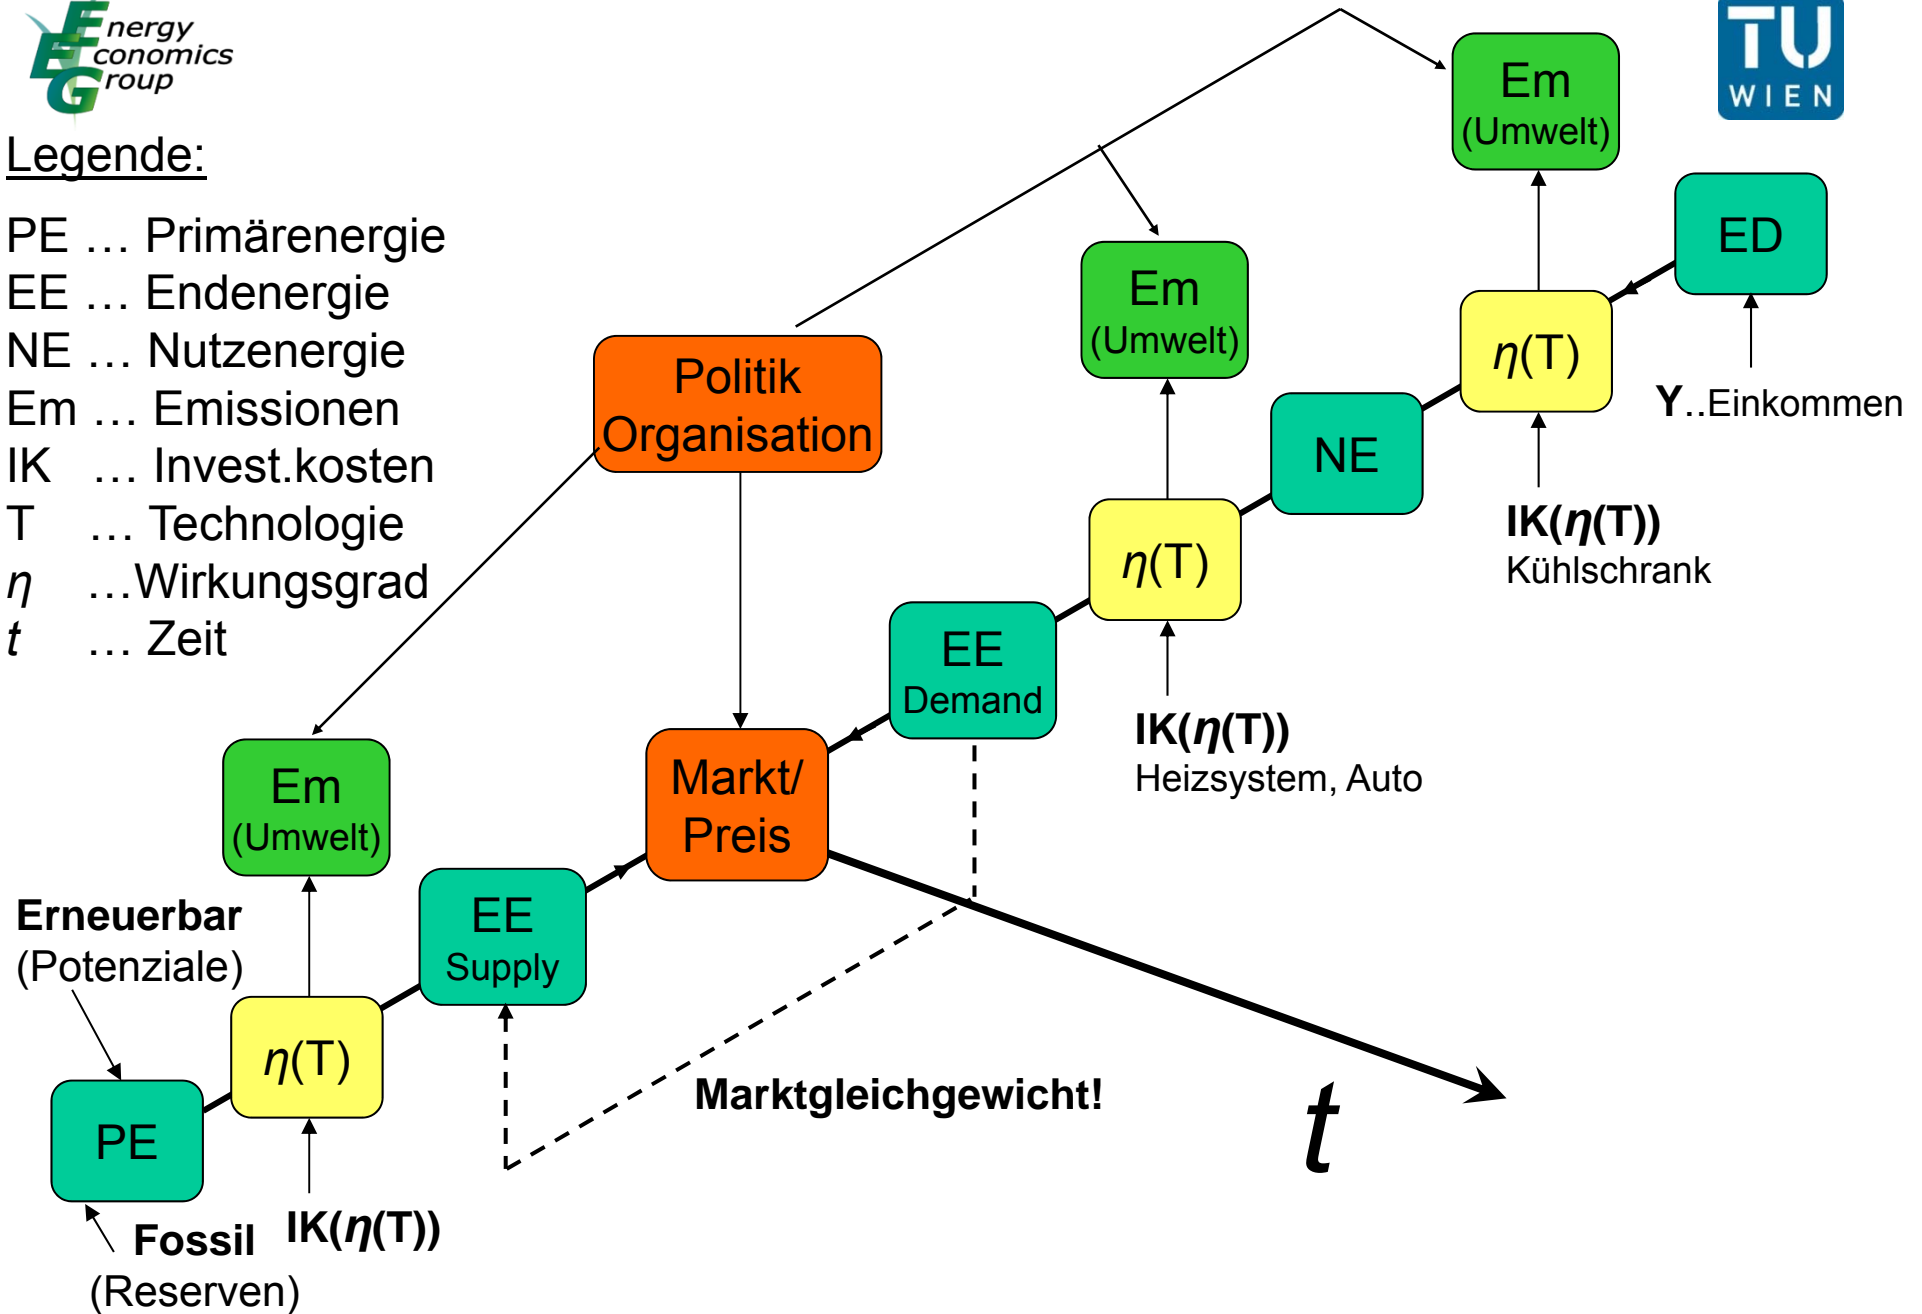 Energy
Economics
Group
TU
WIEN
Legende:
PE … Primärenergie
EE … Endenergie
NE … Nutzenergie
Em … Emissionen
IK … Invest.kosten
T … Technologie
η …Wirkungsgrad
t … Zeit
Em
(Umwelt)
ED
Em
(Umwelt)
η(T)
Y..Einkommen
Politik
Organisation
NE
IK(η(T))
Kühlschrank
η(T)
EE
Demand
IK(η(T))
Heizsystem, Auto
Markt/
Preis
Em
(Umwelt)
EE
Supply
Erneuerbar
(Potenziale)
η(T)
Marktgleichgewicht!
t
PE
IK(η(T))
Fossil
(Reserven)